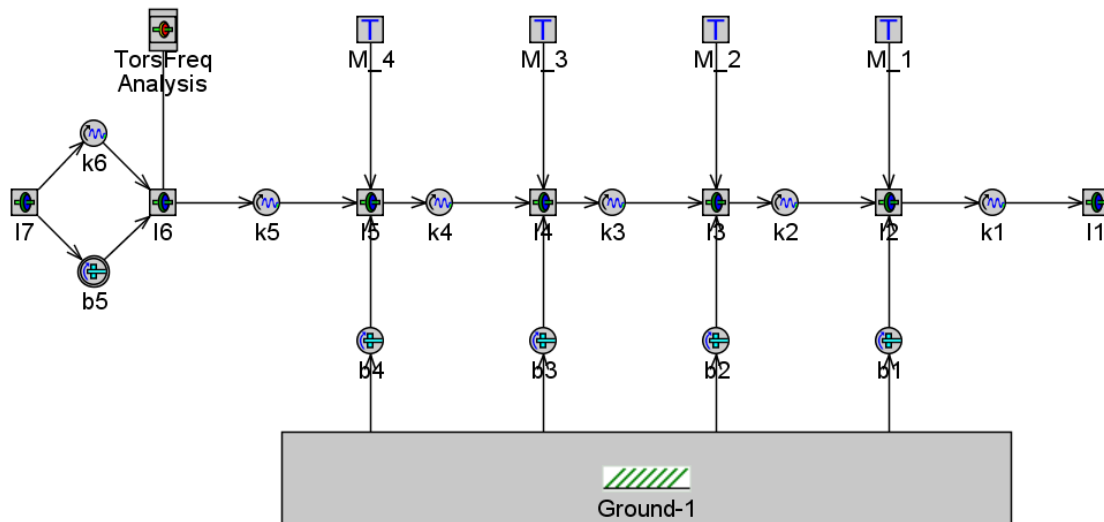 T
T
T
T
TorsFreq
Analysis
M_4
M_3
M_2
M_1
k6
I7
I6
k5
I5
k4
I4
k3
I3
k2
I2
k1
I1
b5
b4
b3
b2
b1
Ground-1